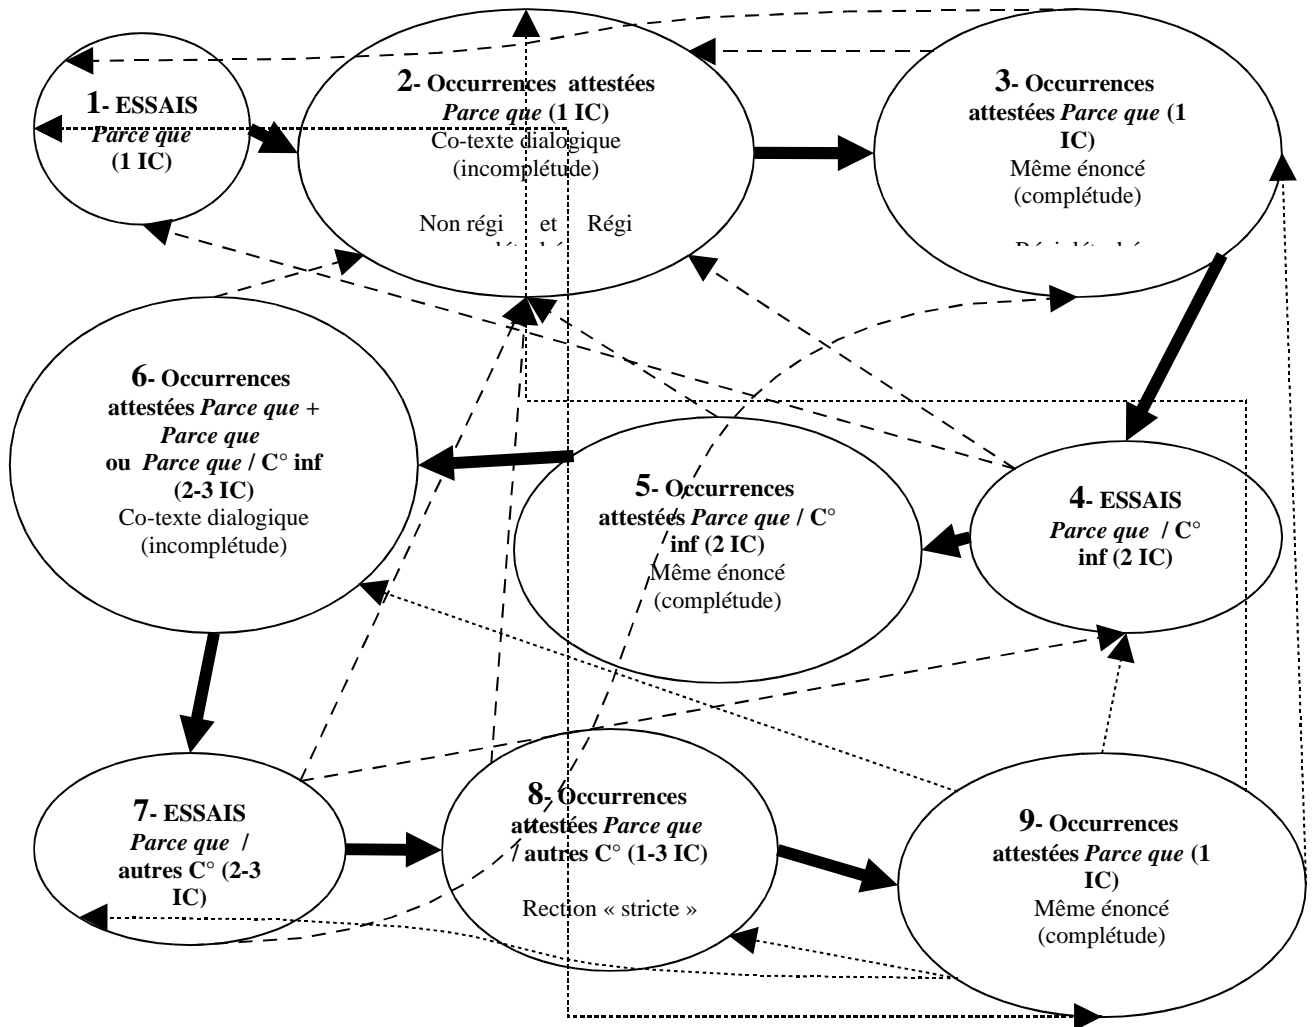 1- ESSAIS
Parce que
(1 IC)
2- Occurrences attestées
Parce que (1 IC)
Co-texte dialogique
(incomplétude)
Non régi et Régi
3- Occurrences
attestées Parce que (1
IC)
Même énoncé
(complétude)
6- Occurrences
attestées Parce que +
Parce que
ou Parce que / C° inf
(2-3 IC)
Co-texte dialogique
(incomplétude)
5- Occurrences
attestées Parce que / C°
inf (2 IC)
Même énoncé
(complétude)
4- ESSAIS
Parce que / C°
inf (2 IC)
7- ESSAIS
Parce que /
autres C° (2-3
IC)
8- Occurrences
attestées Parce que
/ autres C° (1-3 IC)
Rection « stricte »
9- Occurrences
attestées Parce que (1
IC)
Même énoncé
(complétude)